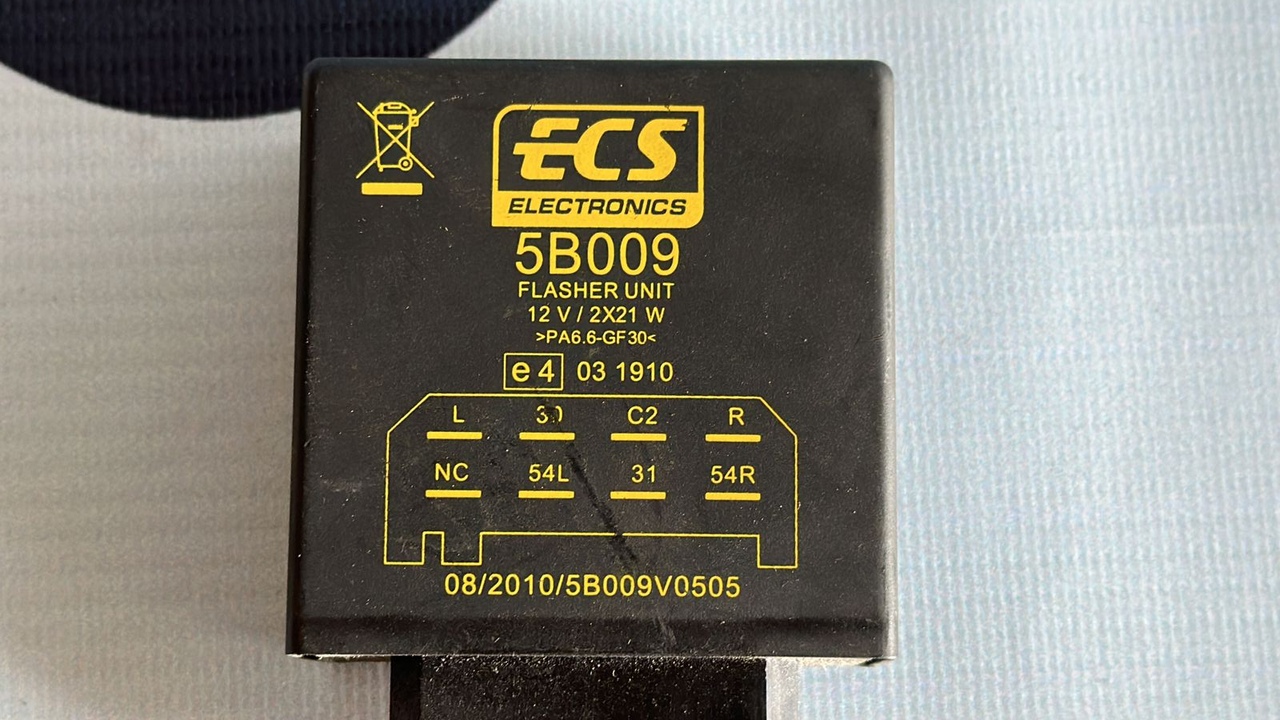 ECS
ELECTRONICS
5B009
FLASHER UNIT
12 V / 2X21 W
>PA6.6-GF30<
e4 03 1910
L 30 C2 R
NC 54L 31 54R
08/2010/5B009V0505